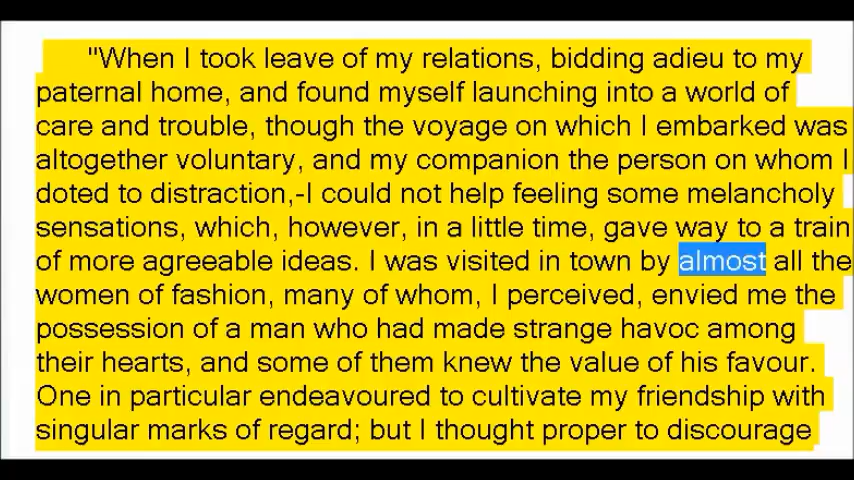 "When I took leave of my relations, bidding adieu to my
paternal home, and found myself launching into a world of
care and trouble, though the voyage on which I embarked was
altogether voluntary, and my companion the person on whom I
doted to distraction,-I could not help feeling some melancholy
sensations, which, however, in a little time, gave way to a train
of more agreeable ideas. I was visited in town by almost all the
women of fashion, many of whom, I perceived, envied me the
possession of a man who had made strange havoc among
their hearts, and some of them knew the value of his favour.
One in particular endeavoured to cultivate my friendship with
singular marks of regard; but I thought proper to discourage